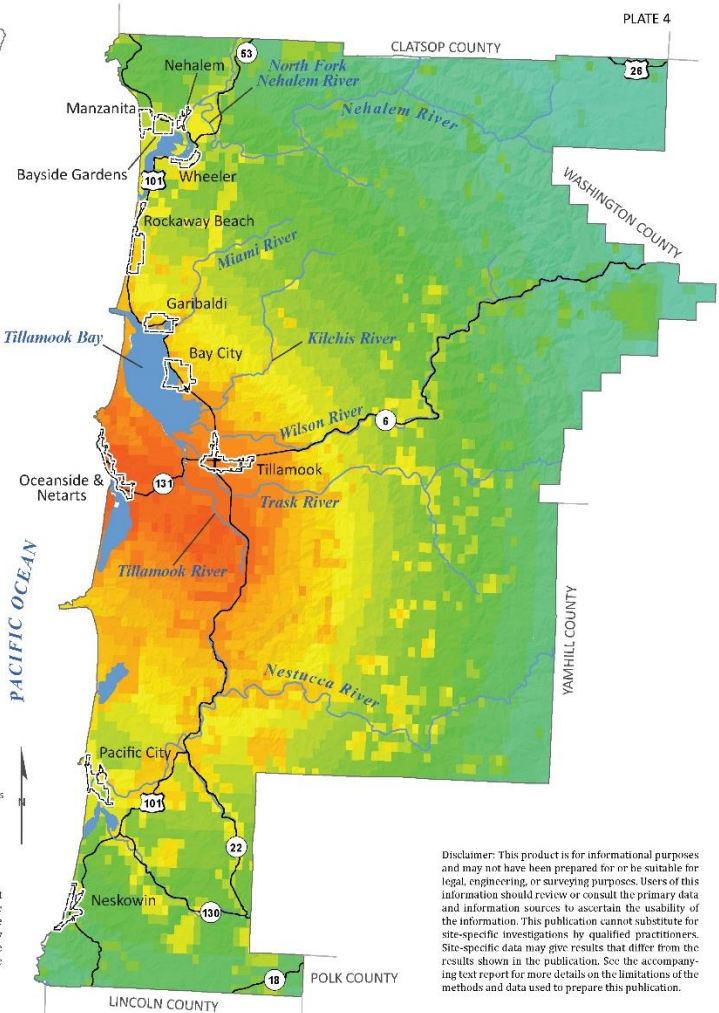 PLATE 4
CLATSOP COUNTY
53
26
Nehalem
North Fork
Nehalem River
Nehalem River
Manzanita
Bayside Gardens
Wheeler
101
WASHINGTON COUNTY
Rockaway Beach
Miami River
Garibaldi
Tillamook Bay
Kilchis River
Bay City
Wilson River
6
Tillamook
Oceanside &
Netarts
131
Trask River
Tillamook River
PACIFIC OCEAN
YAMHILL COUNTY
Nestucca River
Pacific City
N
101
22
Neskowin
130
18
POLK COUNTY
LINCOLN COUNTY
Disclaimer: This product is for informational purposes
and may not have been prepared for or be suitable for
legal, engineering, or surveying purposes. Users of this
information should review or consult the primary data
and information sources to ascertain the usability of
the information. This publication cannot substitute for
site-specific investigations by qualified practitioners.
Site-specific data may give results that differ from the
results shown in the publication. See the accompany-
ing text report for more details on the limitations of the
methods and data used to prepare this publication.